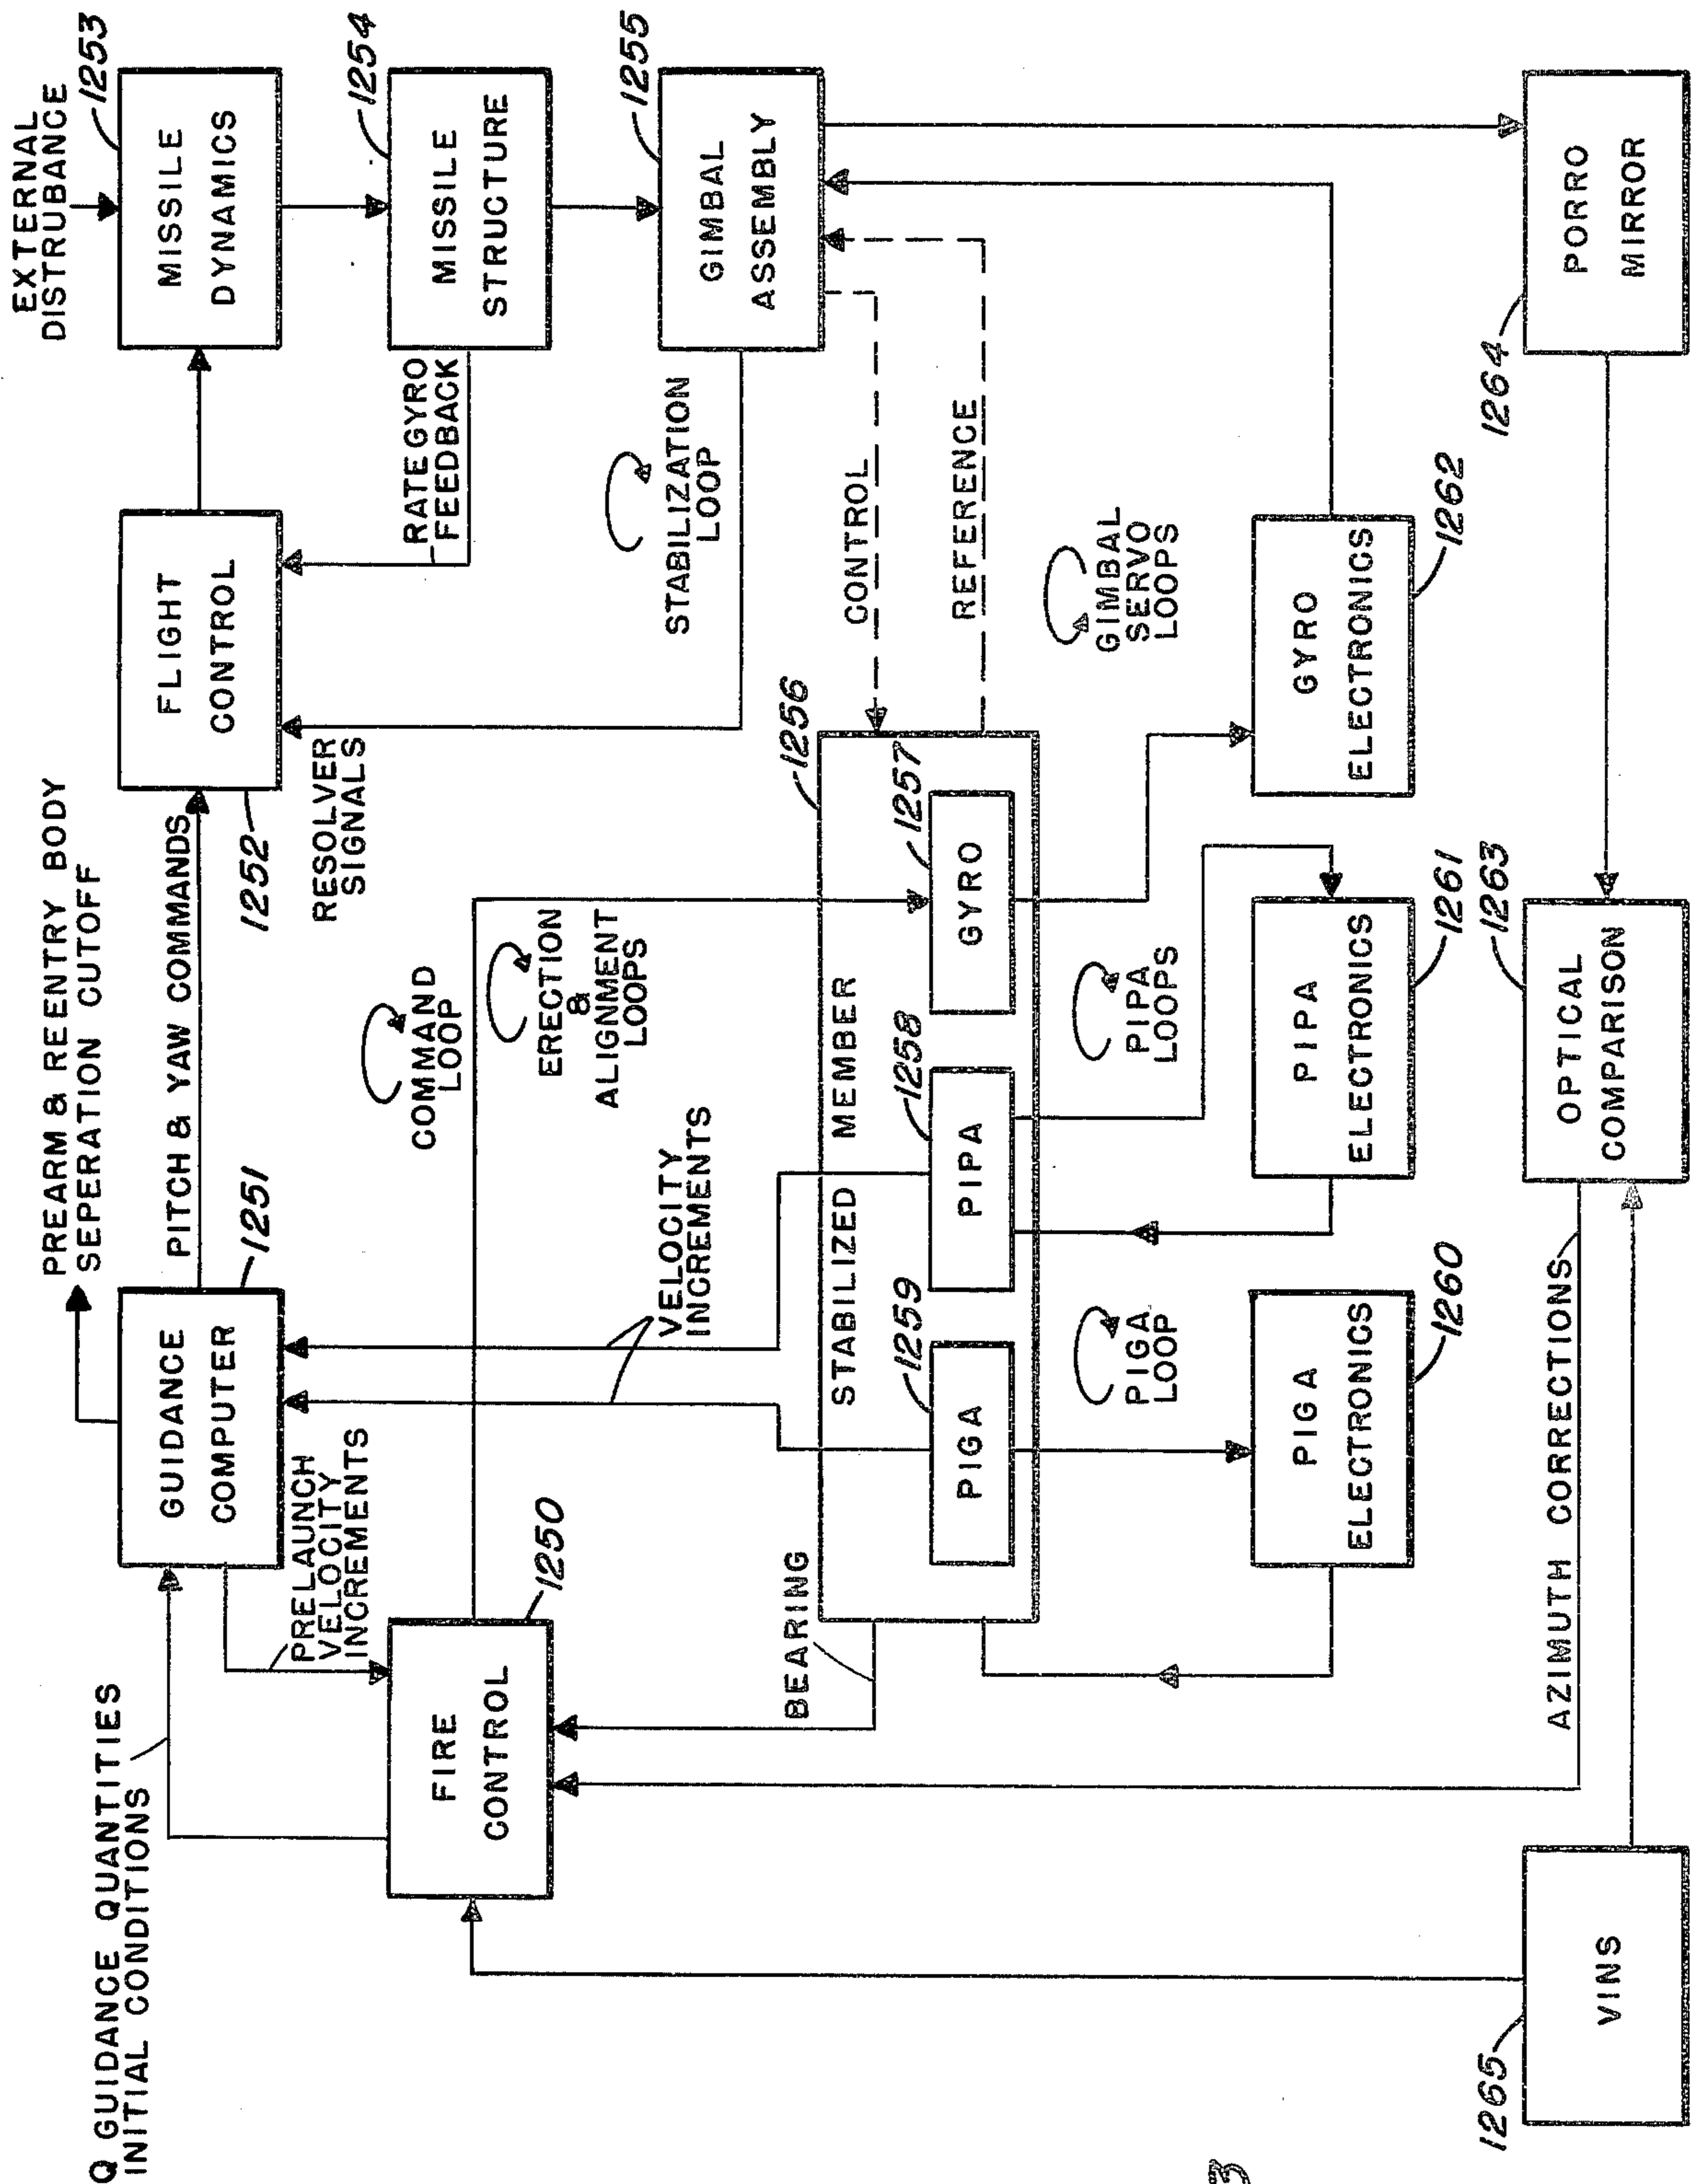 EXTERNAL
DISTRUBANCE
1253
MISSILE
DYNAMICS
1254
MISSILE
STRUCTURE
1255
GIMBAL
ASSEMBLY
PORRO
MIRROR
1264
FLIGHT
CONTROL
1252
RATE GYRO
FEEDBACK
STABILIZATION
LOOP
RESOLVER
SIGNALS
CONTROL
REFERENCE
GIMBAL
SERVO
LOOPS
GYRO
ELECTRONICS
1262
PREARM & REENTRY BODY
SEPERATION CUTOFF
PITCH & YAW COMMANDS
GUIDANCE
COMPUTER
1251
COMMAND
LOOP
ERECTION
&
ALIGNMENT
LOOPS
VELOCITY
INCREMENTS
1256
STABILIZED MEMBER
GYRO
1257
PIPA
1258
PIGA
1259
PIPA
LOOPS
PIGA
LOOP
PIPA
ELECTRONICS
1261
PIGA
ELECTRONICS
1260
OPTICAL
COMPARISON
1263
AZIMUTH CORRECTIONS
Q GUIDANCE QUANTITIES
INITIAL CONDITIONS
PRELAUNCH
VELOCITY
INCREMENTS
FIRE
CONTROL
1250
BEARING
VINS
1265
3